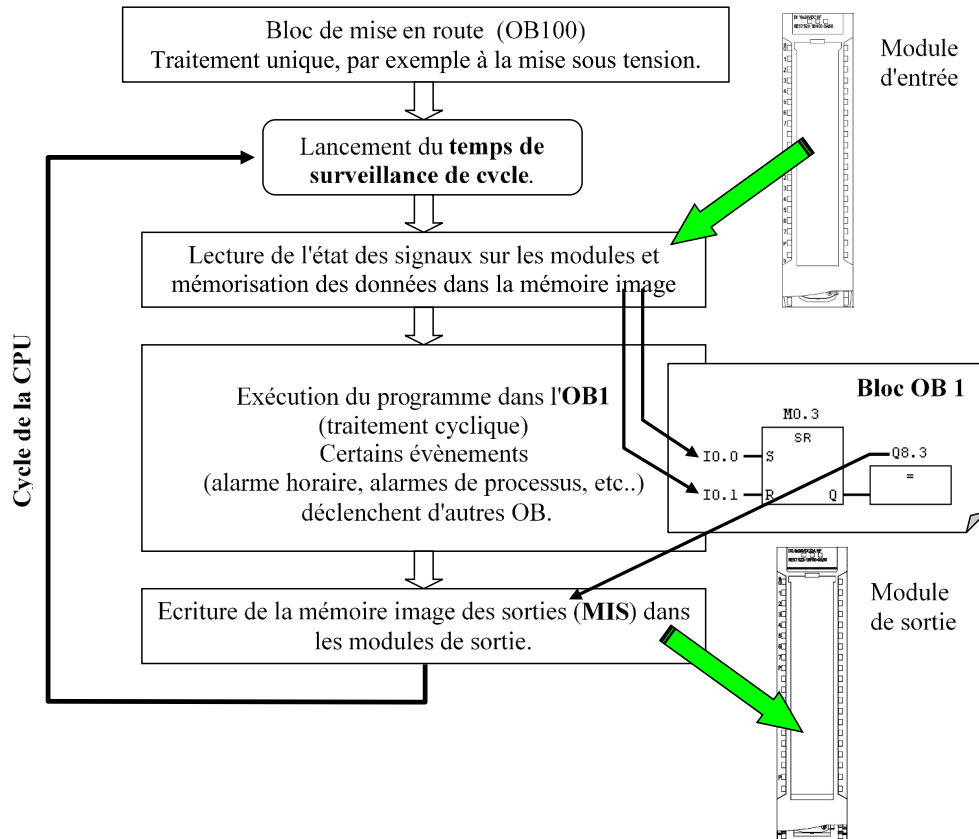 Bloc de mise en route (OB100)
Traitement unique, par exemple à la mise sous tension.
Module
d'entrée
Lancement du temps de
surveillance de cvcle.
Lecture de l'état des signaux sur les modules et
mémorisation des données dans la mémoire image
Cycle de la CPU
Exécution du programme dans l'OB1
(traitement cyclique)
Certains évènements
(alarme horaire, alarmes de processus, etc..)
déclenchent d'autres OB.
Bloc OB 1
M0.3
SR
I0.0
S
Q8.3
=
I0.1
R
Q
Ecriture de la mémoire image des sorties (MIS) dans
les modules de sortie.
Module
de sortie